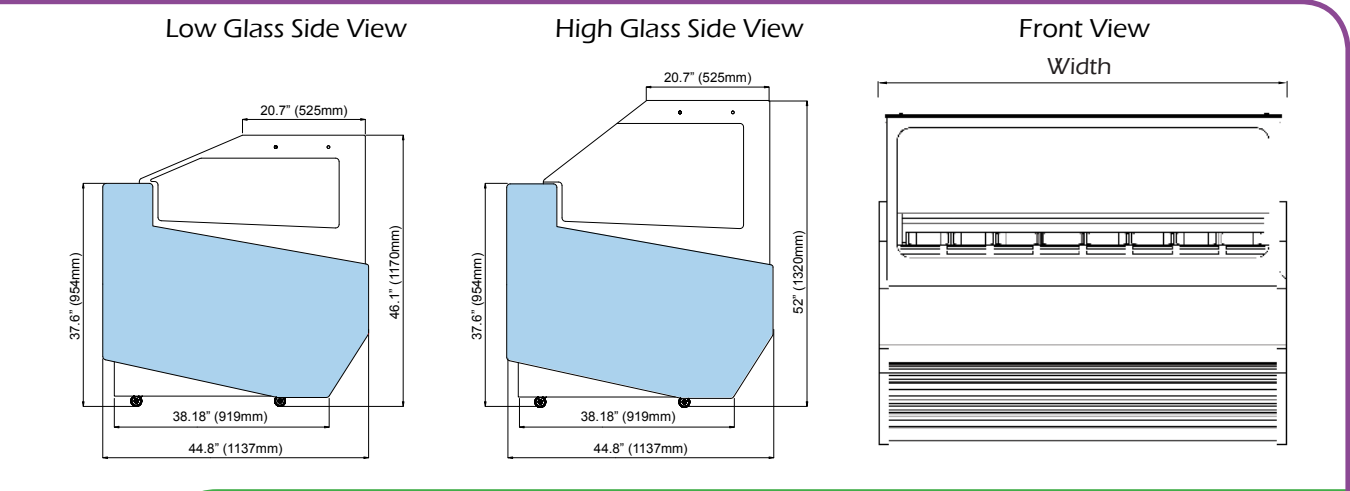 Low Glass Side View
High Glass Side View
Front View
Width
20.7” (525mm)
20.7” (525mm)
37.6” (954mm)
46.1” (1170mm)
37.6” (954mm)
52” (1320mm)
38.18” (919mm)
38.18” (919mm)
44.8” (1137mm)
44.8” (1137mm)